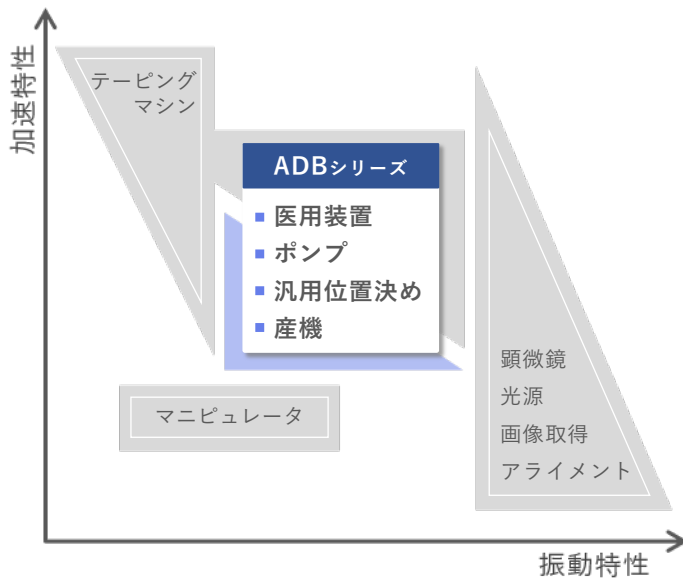 加速特性
テーピング
マシン
ADBシリーズ
医用装置
ポンプ
汎用位置決め
産機
マニピュレータ
顕微鏡
光源
画像取得
アライメント
振動特性